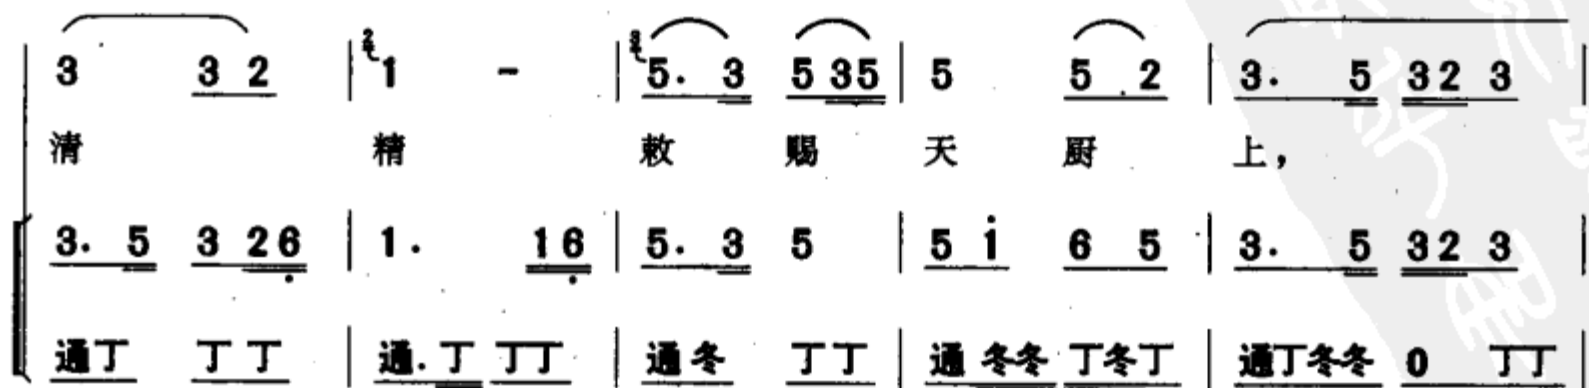 3 3 2 | 2 1 - | 3 5. 3 5 35 | 5 5 2 | 3. 5 32 3 |
清 精 敕 赐 天 厨 上，
3. 5 3 26 | 1. 16 | 5. 3 5 | 5 i 6 5 | 3. 5 32 3 |
通丁 丁丁 | 通. 丁 丁丁 | 通冬 丁丁 | 通 冬冬 丁冬丁 | 通丁冬冬 0 丁丁